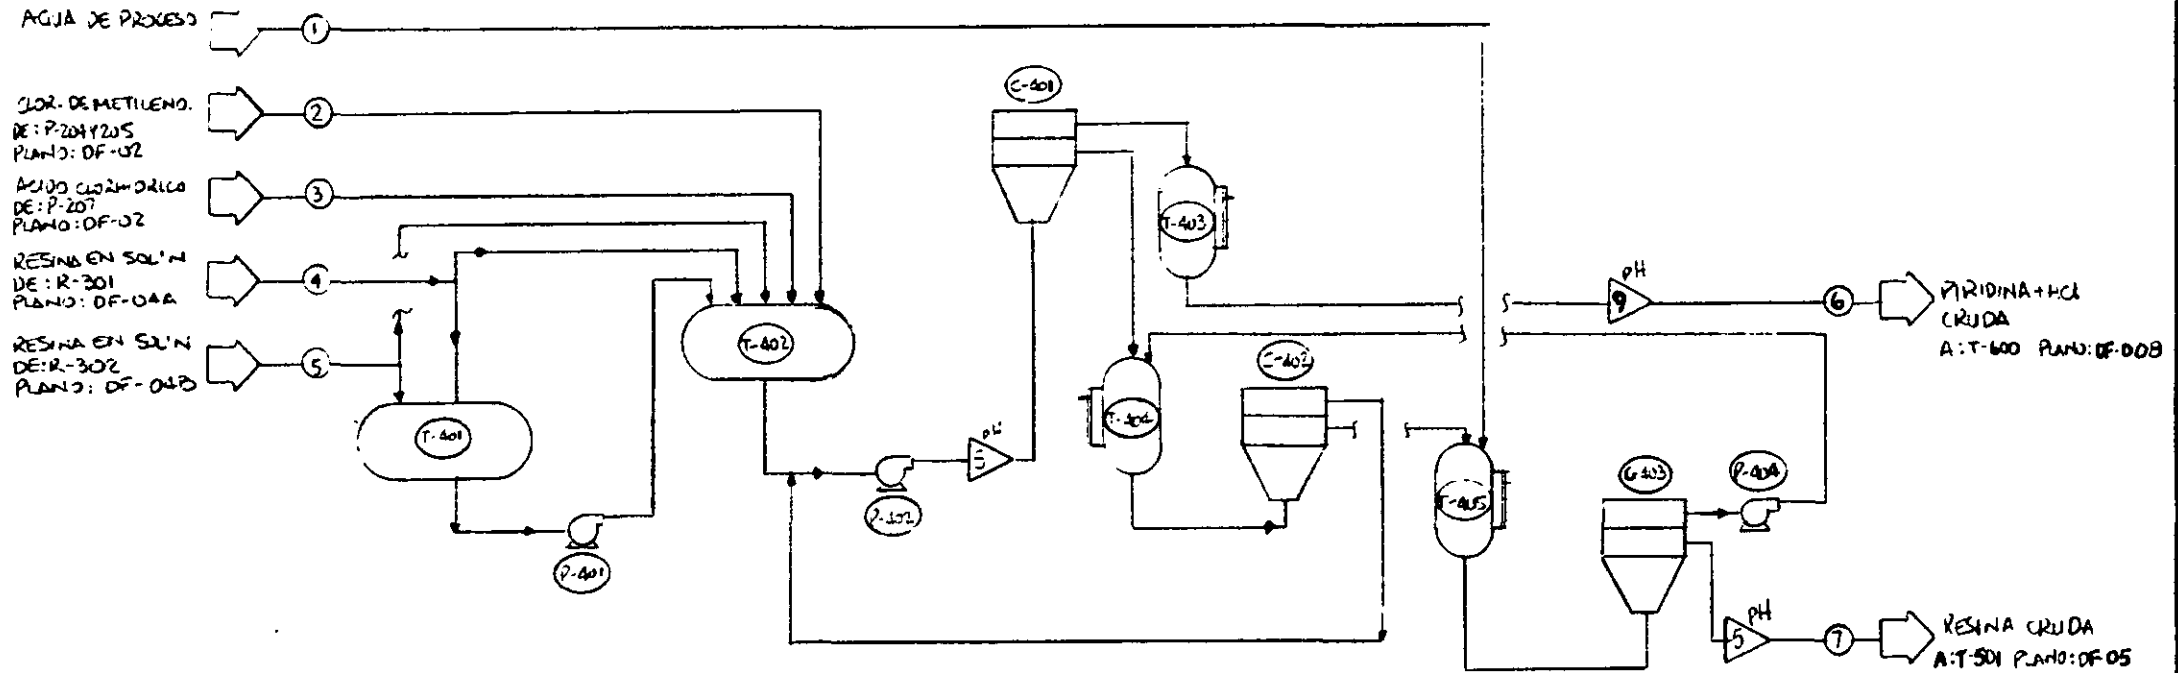 AGUA DE PROCESO
1
CLOR. DE METILENO.
DE: P-204Y205
PLANO: DF-02
2
ACIDO CLORHIDRICO
DE: P-207
PLANO: DF-02
3
RESINA EN SOL'N
DE: R-301
PLANO: DF-04A
4
RESINA EN SOL'N
DE: R-302
PLANO: DF-04B
5
T-401
P-401
T-402
P-402
pH
C-401
T-403
T-404
C-402
T-405
C-403
P-404
pH
9
6
PIRIDINA + HCl
CRUDA
A: T-600 PLANO: DF-008
pH
5
7
RESINA CRUDA
A: T-501 PLANO: DF-05